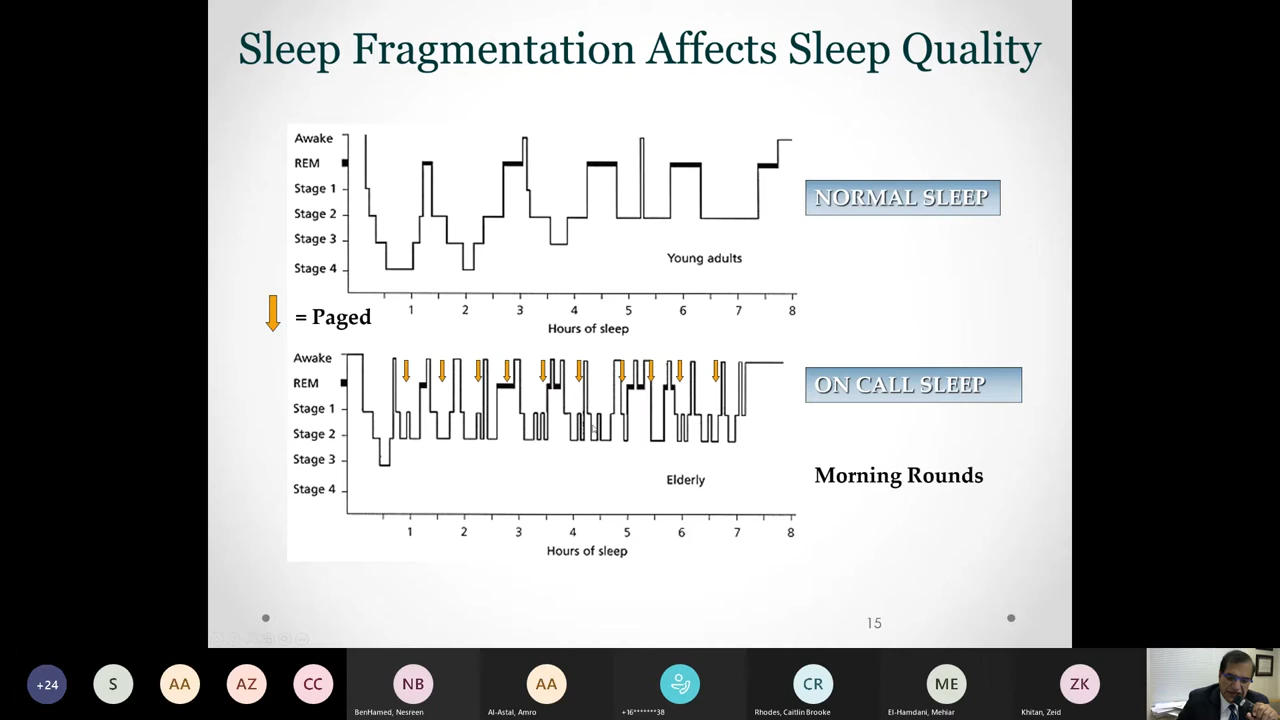 Sleep Fragmentation Affects Sleep Quality
Awake
REM
Stage 1
Stage 2
Stage 3
Stage 4
Young adults
1 2 3 4 5 6 7 8
Hours of sleep
NORMAL SLEEP
= Paged
Awake
REM
Stage 1
Stage 2
Stage 3
Stage 4
Elderly
1 2 3 4 5 6 7 8
Hours of sleep
ON CALL SLEEP
Morning Rounds
15
+24 S AA AZ CC NB AA CR ME ZK
BenHamed, Nesreen Al-Astal, Amro +16*******38 Rhodes, Caitlin Brooke El-Hamdani, Mehiar Khitan, Zeid